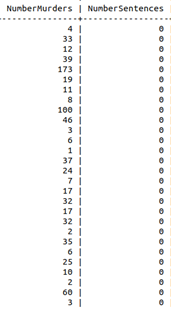 NumberMurders | NumberSentences |
4 | 0
33 | 0
12 | 0
39 | 0
173 | 0
19 | 0
11 | 0
8 | 0
100 | 0
46 | 0
3 | 0
6 | 0
1 | 0
37 | 0
24 | 0
7 | 0
17 | 0
32 | 0
17 | 0
32 | 0
2 | 0
35 | 0
6 | 0
25 | 0
10 | 0
2 | 0
60 | 0
3 | 0